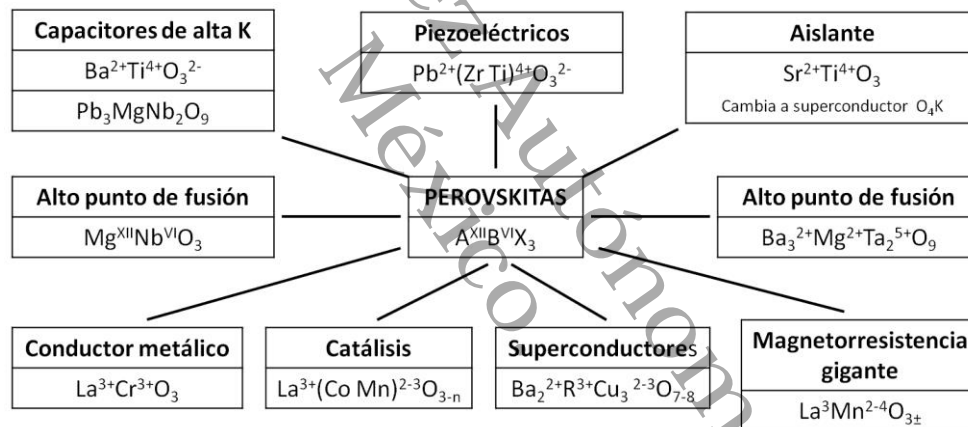 Capacitores de alta K
Ba²⁺Ti⁴⁺O₃²⁻
Pb₃MgNb₂O₉
Piezoeléctricos
Pb²⁺(Zr Ti)⁴⁺O₃²⁻
Aislante
Sr²⁺Ti⁴⁺O₃
Cambia a superconductor O₄K
Alto punto de fusión
Mg^XII Nb^VI O₃
PEROVSKITAS
A^XII B^VI X₃
Alto punto de fusión
Ba₃²⁺Mg²⁺Ta₂⁵⁺O₉
Conductor metálico
La³⁺Cr³⁺O₃
Catálisis
La³⁺(Co Mn)²⁻³O₃₋ₙ
Superconductores
Ba₂²⁺R³⁺Cu₃²⁻³O₇₋₈
Magnetorresistencia
gigante
La³Mn²⁻⁴O₃±
México